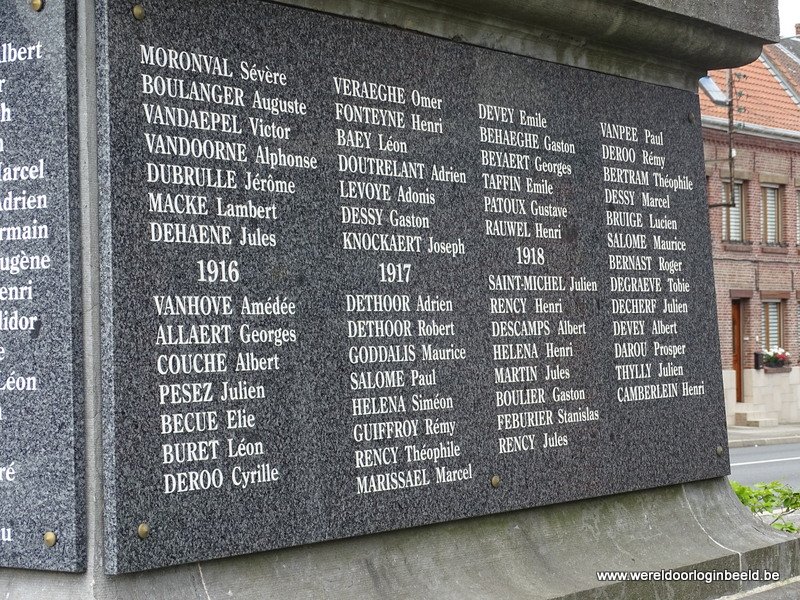 lbert
Marcel
Adrien
ermain
ugène
enri
lidor
Léon
MORONVAL Sévère
BOULANGER Auguste
VANDAEPEL Victor
VANDOORNE Alphonse
DUBRULLE Jérôme
MACKE Lambert
DEHAENE Jules
1916
VANHOVE Amédée
ALLAERT Georges
COUCHE Albert
PESEZ Julien
BECUE Elie
BURET Léon
DEROO Cyrille
VERAEGHE Omer
FONTEYNE Henri
BAEY Léon
DOUTRELANT Adrien
LEVOYE Adonis
DESSY Gaston
KNOCKAERT Joseph
1917
DETHOOR Adrien
DETHOOR Robert
GODDALIS Maurice
SALOME Paul
HELENA Siméon
GUIFFROY Rémy
RENCY Théophile
MARISSAEL Marcel
DEVEY Emile
BEHAEGHE Gaston
BEYAERT Georges
TAFFIN Emile
PATOUX Gustave
RAUWEL Henri
1918
SAINT-MICHEL Julien
RENCY Henri
DESCAMPS Albert
HELENA Henri
MARTIN Jules
BOULIER Gaston
FEBURIER Stanislas
RENCY Jules
VANPEE Paul
DEROO Rémy
BERTRAM Théophile
DESSY Marcel
BRUIGE Lucien
SALOME Maurice
BERNAST Roger
DEGRAEVE Tobie
DECHERF Julien
DEVEY Albert
DAROU Prosper
THYLLY Julien
CAMBERLEIN Henri
www.wereldoorloginbeeld.be